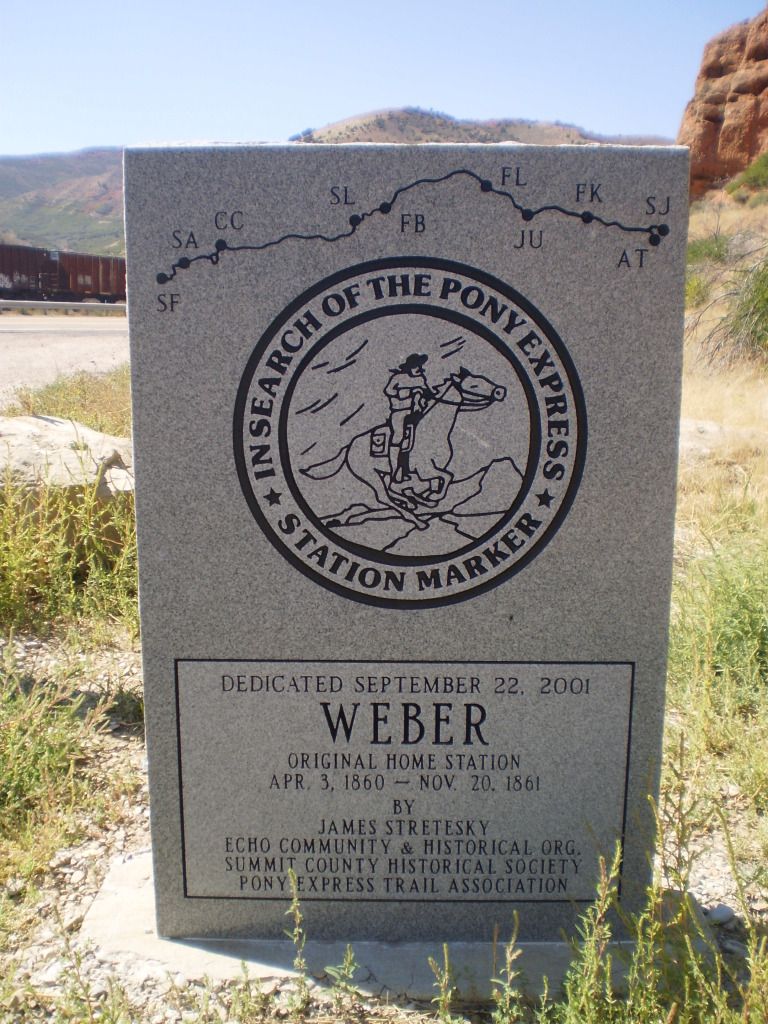 SF SA CC SL FB FL JU FK AT SJ
IN SEARCH OF THE PONY EXPRESS
★ STATION MARKER ★
DEDICATED SEPTEMBER 22, 2001
WEBER
ORIGINAL HOME STATION
APR. 3, 1860 — NOV. 20, 1861
BY
JAMES STRETESKY
ECHO COMMUNITY & HISTORICAL ORG.
SUMMIT COUNTY HISTORICAL SOCIETY
PONY EXPRESS TRAIL ASSOCIATION